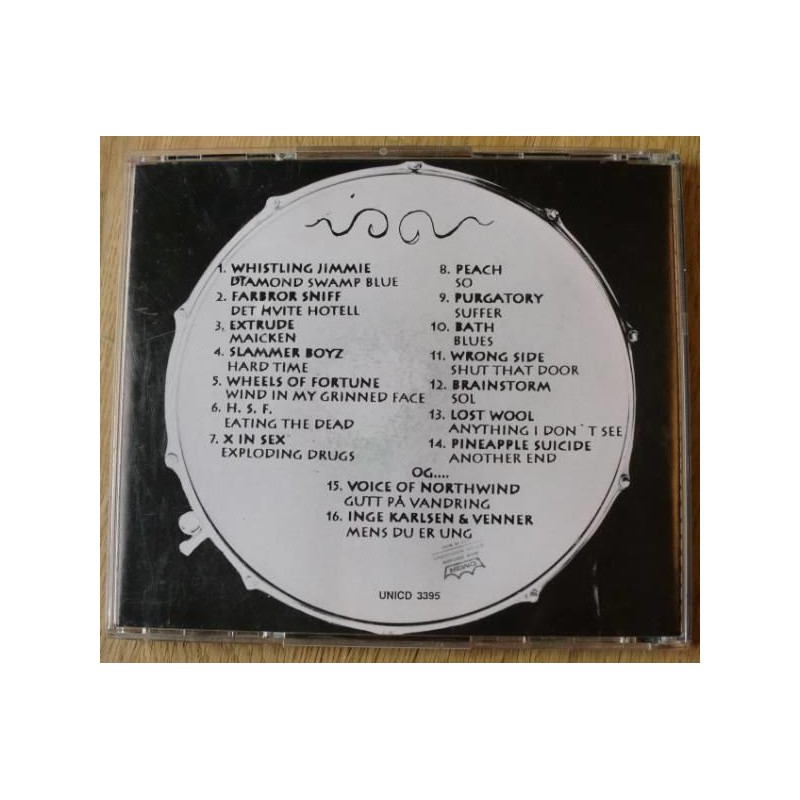 1. WHISTLING JIMMIE
DIAMOND SWAMP BLUE
2. FARBROR SNIFF
DET HVITE HOTELL
3, EXTRUDE
MAICKEN
4. SLAMMER BOYZ
HARD TIME
5. WHEELS OF FORTUNE
WIND IN MY GRINNED FACE
6. H. S. F.
EATING THE DEAD
7. X IN SEX
EXPLODING DRUGS
8. PEACH
SO
9. PURGATORY
SUFFER
10. BATH
BLUES
11. WRONG SIDE
SHUT THAT DOOR
12. BRAINSTORM
SOL
13. LOST WOOL
ANYTHING I DON`T SEE
14. PINEAPPLE SUICIDE
ANOTHER END
OG....
15. VOICE OF NORTHWIND
GUTT PÅ VANDRING
16. INGE KARLSEN & VENNER
MENS DU ER UNG
UNICD 3395